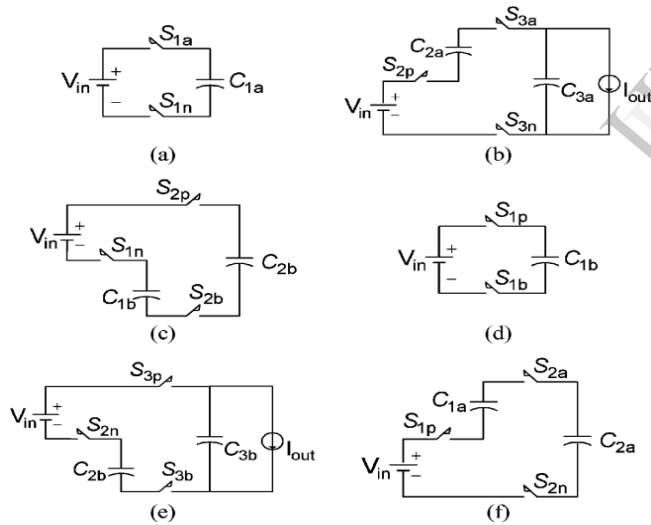 S1a
Vin + − C1a
S1n
(a)
S3a
C2a
S2p
Vin + − C3a Iout
S3n
(b)
S2p
Vin + − S1n C2b
C1b S2b
(c)
S1p
Vin + − C1b
S1b
(d)
S3p
Vin + − S2n C3b Iout
C2b S3b
(e)
S2a
C1a
S1p C2a
Vin + −
S2n
(f)